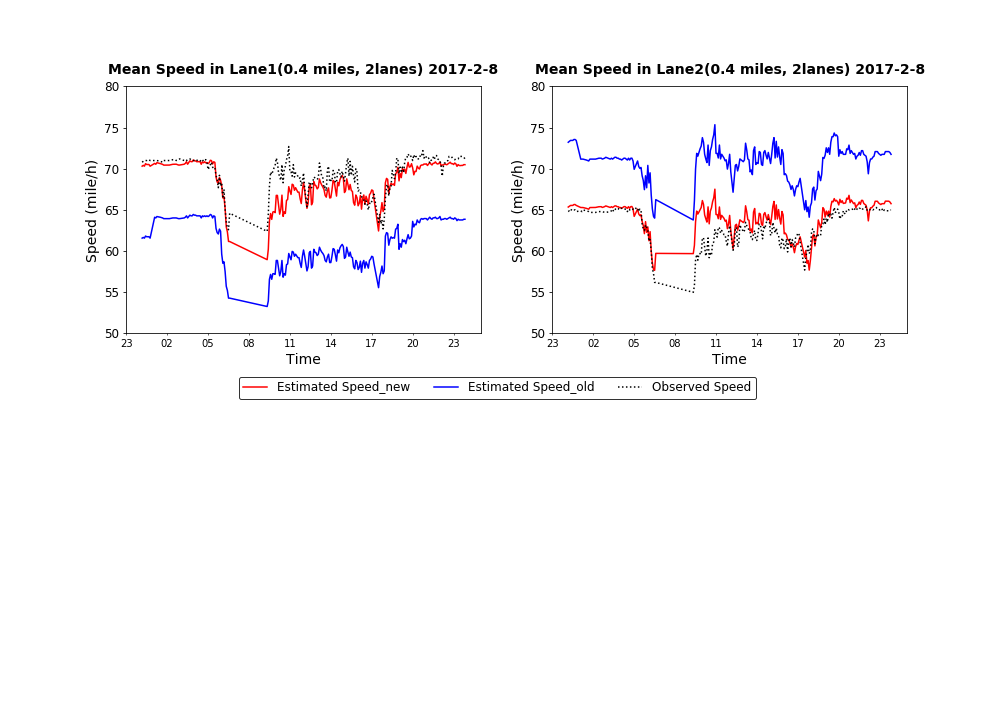 Mean Speed in Lane1(0.4 miles, 2lanes) 2017-2-8
80
75
70
65
60
55
50
Speed (mile/h)
23 02 05 08 11 14 17 20 23
Time
Mean Speed in Lane2(0.4 miles, 2lanes) 2017-2-8
80
75
70
65
60
55
50
Speed (mile/h)
23 02 05 08 11 14 17 20 23
Time
Estimated Speed_new Estimated Speed_old Observed Speed